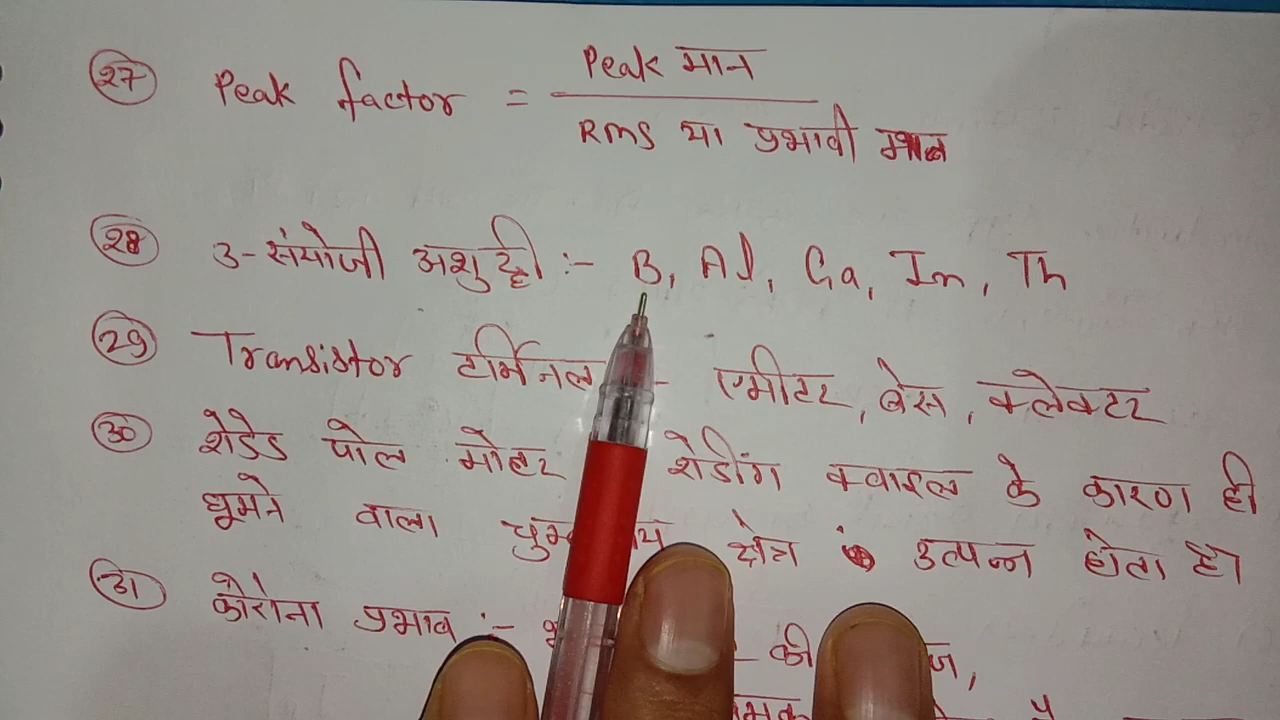 27 Peak factor = Peak मान
RMS या प्रभावी मान
28 3-संयोजी अशुद्दी :- B, Al, Ga, In, Th
29 Transistor टर्मिनल - एमीटर, बेस, क्लेक्टर
30 शेडेड पोल मोटर शेडींग क्वाइल के कारण ही
घूमने वाला क्षेत्र उत्पन्न होता है।
31 कोरोना प्रभाव :- की